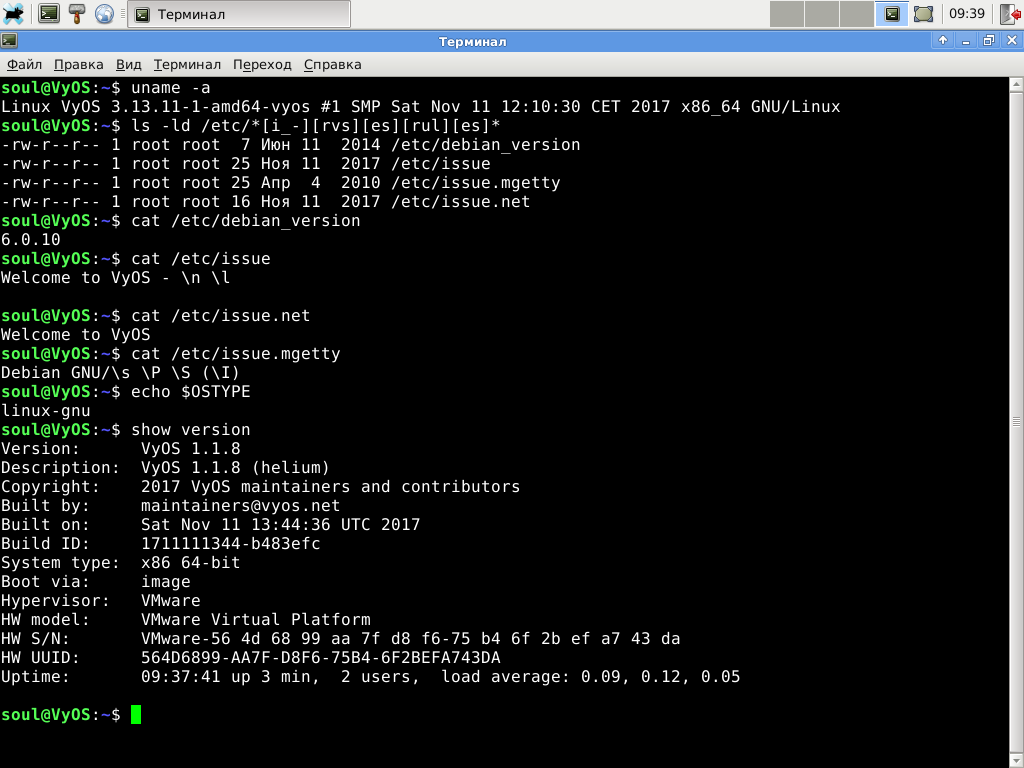 Терминал
09:39
Терминал
Файл Правка Вид Терминал Переход Справка
soul@VyOS:~$ uname -a
Linux VyOS 3.13.11-1-amd64-vyos #1 SMP Sat Nov 11 12:10:30 CET 2017 x86_64 GNU/Linux
soul@VyOS:~$ ls -ld /etc/*[i_-][rvs][es][rul][es]*
-rw-r--r-- 1 root root  7 Июн 11  2014 /etc/debian_version
-rw-r--r-- 1 root root 25 Ноя 11  2017 /etc/issue
-rw-r--r-- 1 root root 25 Апр  4  2010 /etc/issue.mgetty
-rw-r--r-- 1 root root 16 Ноя 11  2017 /etc/issue.net
soul@VyOS:~$ cat /etc/debian_version
6.0.10
soul@VyOS:~$ cat /etc/issue
Welcome to VyOS - \n \l
soul@VyOS:~$ cat /etc/issue.net
Welcome to VyOS
soul@VyOS:~$ cat /etc/issue.mgetty
Debian GNU/\s \P \S (\I)
soul@VyOS:~$ echo $OSTYPE
linux-gnu
soul@VyOS:~$ show version
Version:      VyOS 1.1.8
Description:  VyOS 1.1.8 (helium)
Copyright:    2017 VyOS maintainers and contributors
Built by:     maintainers@vyos.net
Built on:     Sat Nov 11 13:44:36 UTC 2017
Build ID:     1711111344-b483efc
System type:  x86 64-bit
Boot via:     image
Hypervisor:   VMware
HW model:     VMware Virtual Platform
HW S/N:       VMware-56 4d 68 99 aa 7f d8 f6-75 b4 6f 2b ef a7 43 da
HW UUID:      564D6899-AA7F-D8F6-75B4-6F2BEFA743DA
Uptime:       09:37:41 up 3 min,  2 users,  load average: 0.09, 0.12, 0.05
soul@VyOS:~$